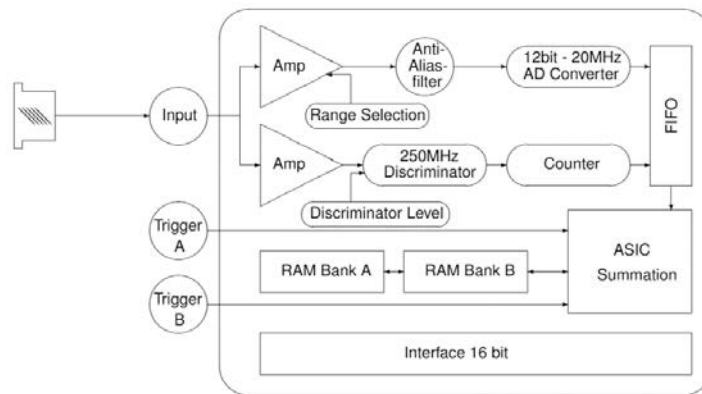 Amp
Anti-
Alias-
filter
12bit - 20MHz
AD Converter
FIFO
Input
Range Selection
Amp
250MHz
Discriminator
Counter
Discriminator Level
Trigger
A
ASIC
Summation
RAM Bank A
RAM Bank B
Trigger
B
Interface 16 bit